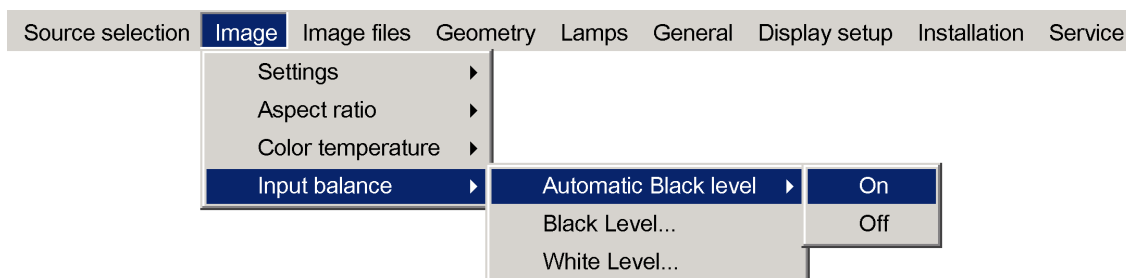 Source selection Image Image files Geometry Lamps General Display setup Installation Service
Settings
Aspect ratio
Color temperature
Input balance Automatic Black level On
Black Level... Off
White Level...